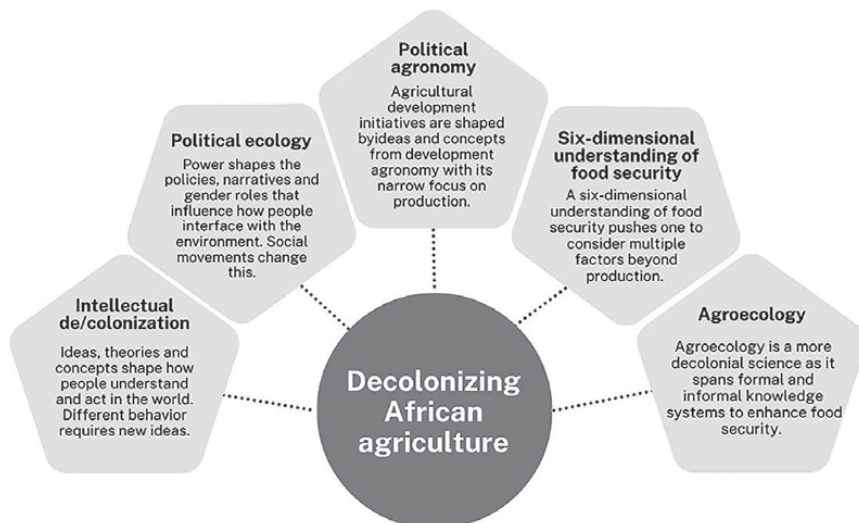 Political
agronomy
Agricultural
development
initiatives are shaped
byideas and concepts
from development
agronomy with its
narrow focus on
production.
Political ecology
Power shapes the
policies, narratives and
gender roles that
influence how people
interface with the
environment. Social
movements change
this.
Six-dimensional
understanding of
food security
A six-dimensional
understanding of food
security pushes one to
consider multiple
factors beyond
production.
Intellectual
de/colonization
Ideas, theories and
concepts shape how
people understand
and act in the world.
Different behavior
requires new ideas.
Agroecology
Agroecology is a more
decolonial science as it
spans formal and
informal knowledge
systems to enhance food
security.
Decolonizing
African
agriculture